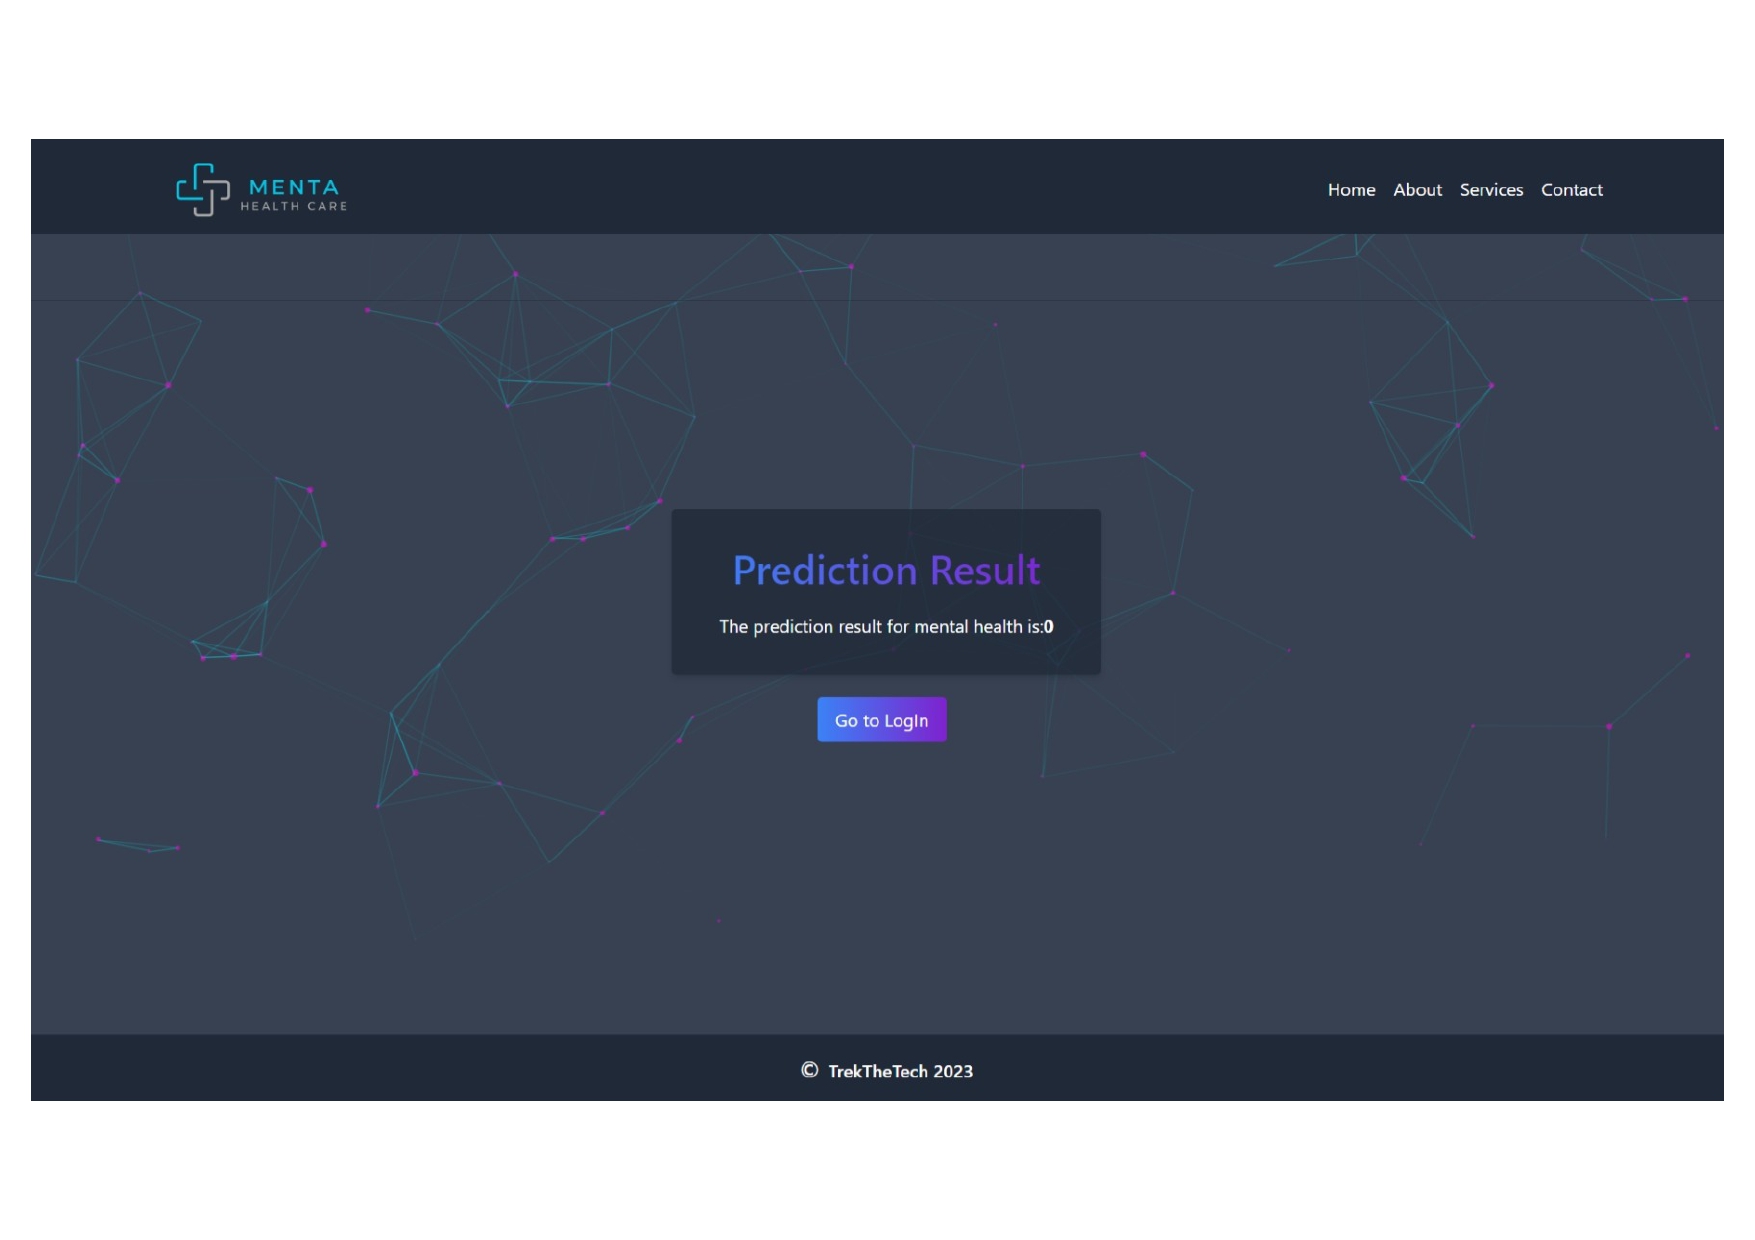 MENTA
HEALTH CARE
Home About Services Contact
Prediction Result
The prediction result for mental health is:0
Go to LogIn
© TrekTheTech 2023